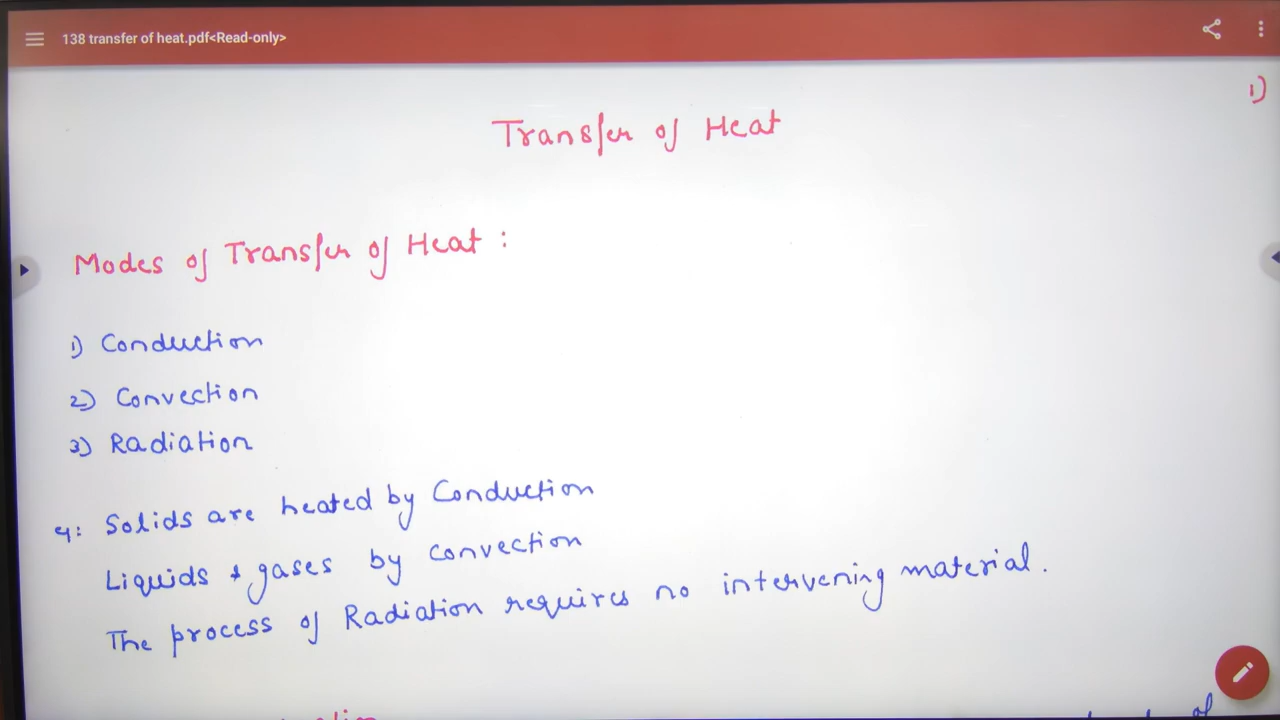 138 transfer of heat.pdf<Read-only>
1)
Transfer of Heat
Modes of Transfer of Heat :
1) Conduction
2) Convection
3) Radiation
Solids are heated by Conduction
Liquids & gases by convection
The process of Radiation requires no intervening material.
of